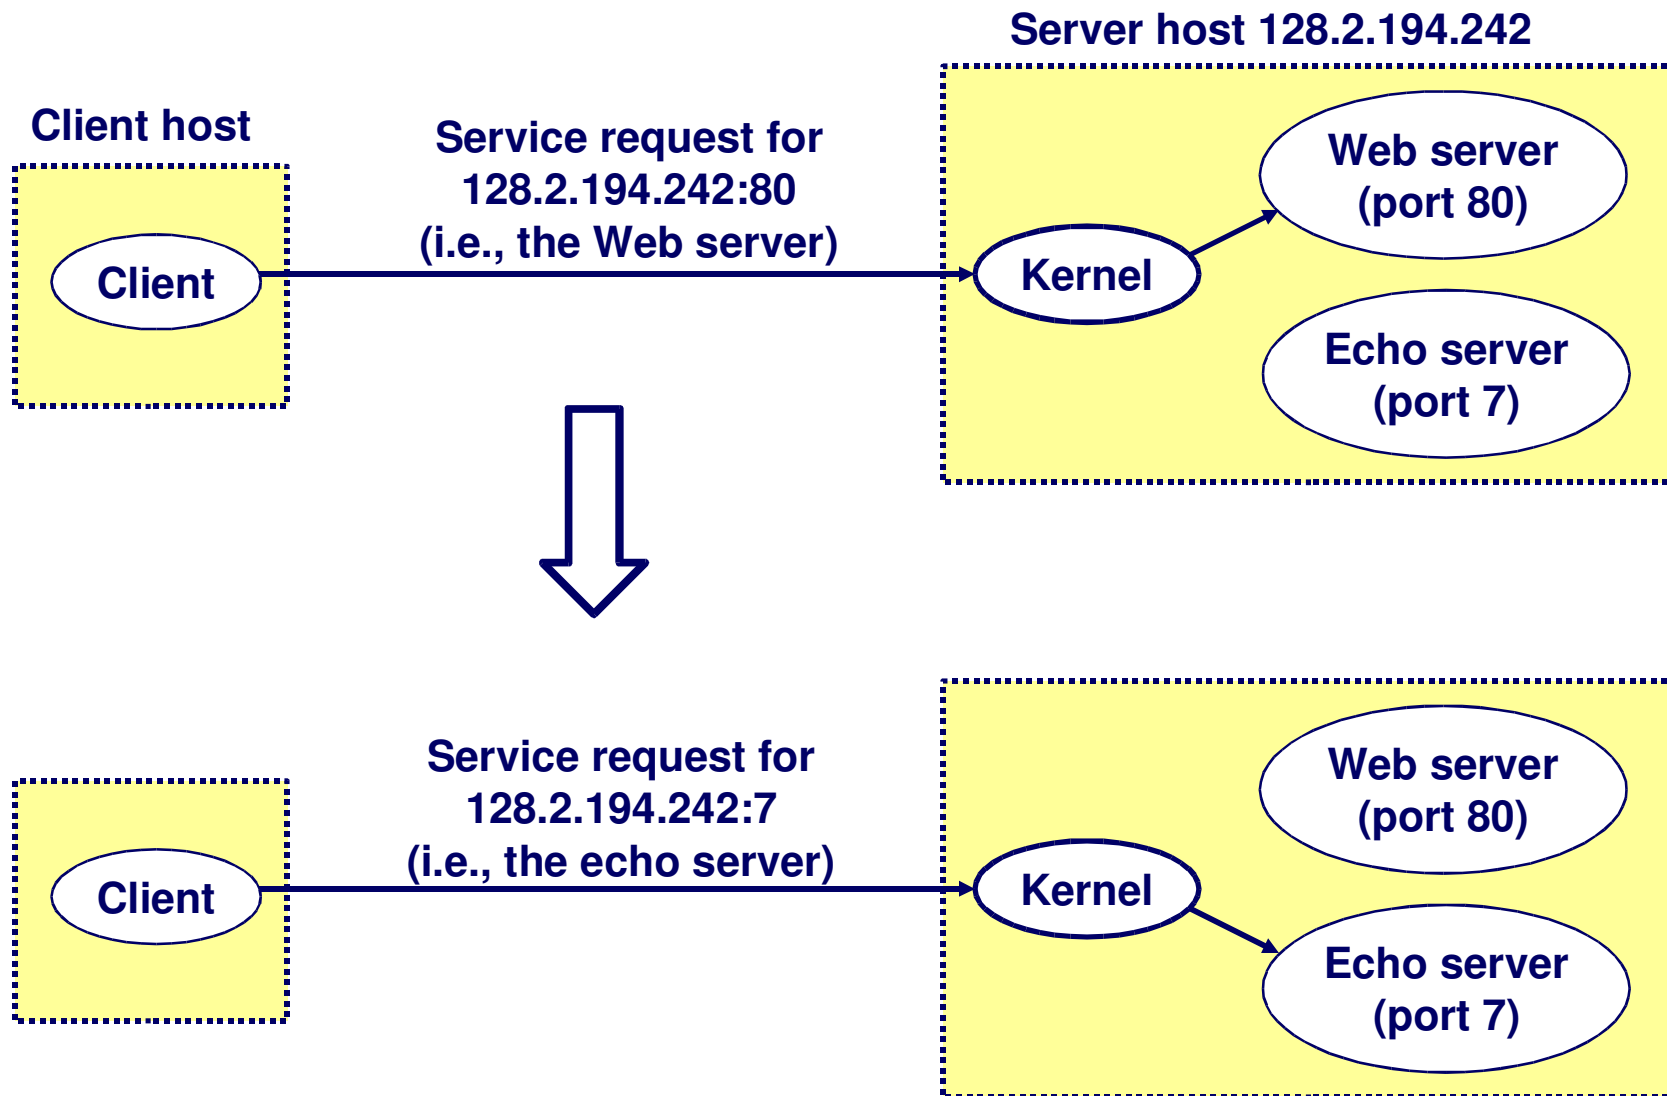 Server host 128.2.194.242
Client host
Service request for
128.2.194.242:80
(i.e., the Web server)
Client
Kernel
Web server
(port 80)
Echo server
(port 7)
Service request for
128.2.194.242:7
(i.e., the echo server)
Client
Kernel
Web server
(port 80)
Echo server
(port 7)